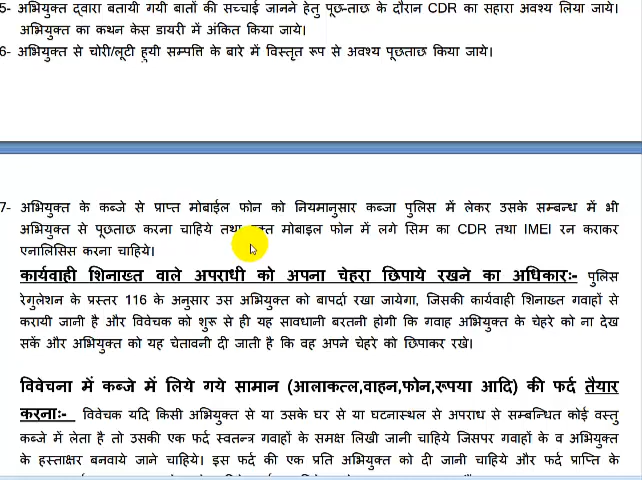 5- अभियुक्त द्वारा बतायी गयी बातों की सच्चाई जानने हेतु पूछ-ताछ के दौरान CDR का सहारा अवश्य लिया जाये।
अभियुक्त का कथन केस डायरी में अंकित किया जाये।
6- अभियुक्त से चोरी/लूटी हुयी सम्पत्ति के बारे में विस्तृत रूप से अवश्य पूछताछ किया जाये।
7- अभियुक्त के कब्जे से प्राप्त मोबाईल फोन को नियमानुसार कब्जा पुलिस में लेकर उसके सम्बन्ध में भी
अभियुक्त से पूछताछ करना चाहिये तथा मोबाइल फोन में लगे सिम का CDR तथा IMEI रन कराकर
एनालिसिस करना चाहिये।
कार्यवाही शिनाख्त वाले अपराधी को अपना चेहरा छिपाये रखने का अधिकारः- पुलिस
रेगुलेशन के प्रस्तर 116 के अनुसार उस अभियुक्त को बापर्दा रखा जायेगा, जिसकी कार्यवाही शिनाख्त गवाहों से
करायी जानी है और विवेचक को शुरू से ही यह सावधानी बरतनी होगी कि गवाह अभियुक्त के चेहरे को ना देख
सकें और अभियुक्त को यह चेतावनी दी जाती है कि वह अपने चेहरे को छिपाकर रखे।
विवेचना में कब्जे में लिये गये सामान (आलाकत्ल,वाहन,फोन,रूपया आदि) की फर्द तैयार
करनाः- विवेचक यदि किसी अभियुक्त से या उसके घर से या घटनास्थल से अपराध से सम्बन्धित कोई वस्तु
कब्जे में लेता है तो उसकी एक फर्द स्वतन्त्र गवाहों के समक्ष लिखी जानी चाहिये जिसपर गवाहों के व अभियुक्त
के हस्ताक्षर बनवाये जाने चाहिये। इस फर्द की एक प्रति अभियुक्त को दी जानी चाहिये और फर्द प्राप्ति के